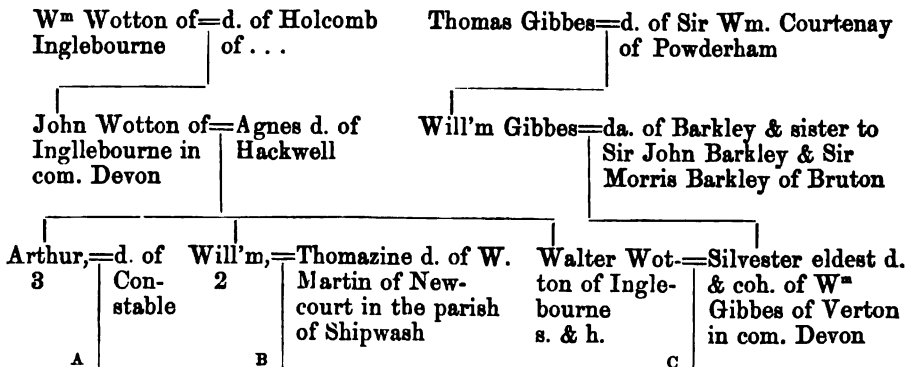 Wᵐ Wotton of=d. of Holcomb
Inglebourne of . . .
Thomas Gibbes=d. of Sir Wm. Courtenay
of Powderham
John Wotton of=Agnes d. of
Ingllebourne in Hackwell
com. Devon
Will'm Gibbes=da. of Barkley & sister to
Sir John Barkley & Sir
Morris Barkley of Bruton
Arthur,=d. of
3 Con-
stable
A
Will'm,=Thomazine d. of W.
2 Martin of New-
court in the parish
of Shipwash
B
Walter Wot-=Silvester eldest d.
ton of Ingle- & coh. of Wᵐ
bourne Gibbes of Verton
s. & h. in com. Devon
C